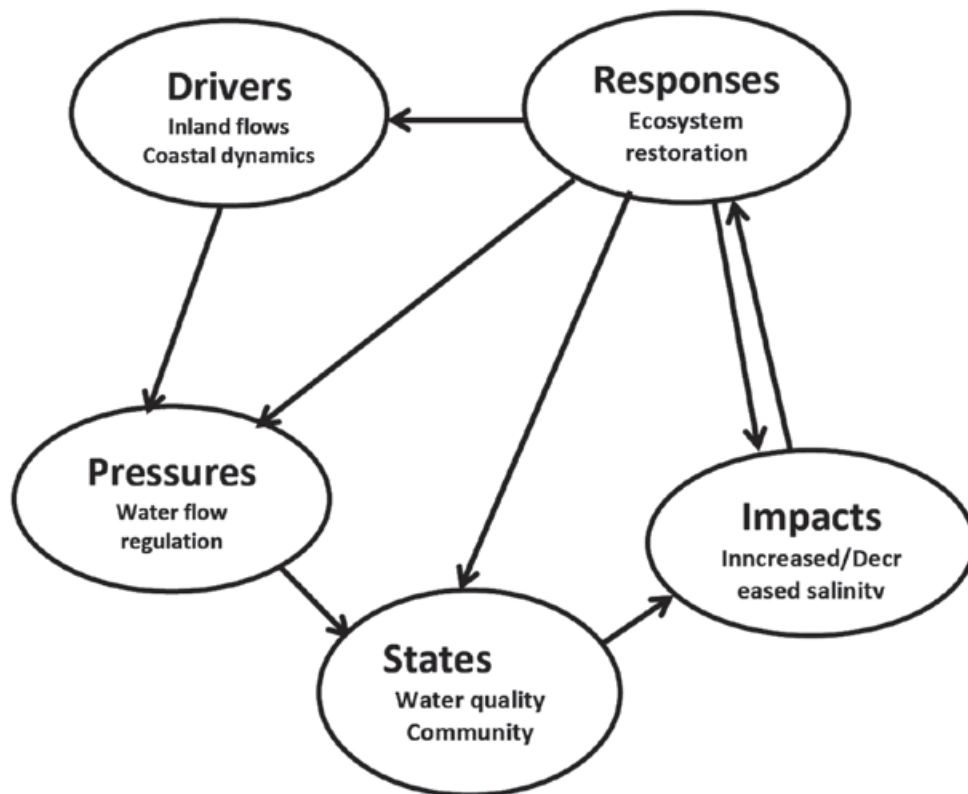 Drivers
Inland flows
Coastal dynamics
Responses
Ecosystem
restoration
Pressures
Water flow
regulation
Impacts
Inncreased/Decr
eased salinity
States
Water quality
Community